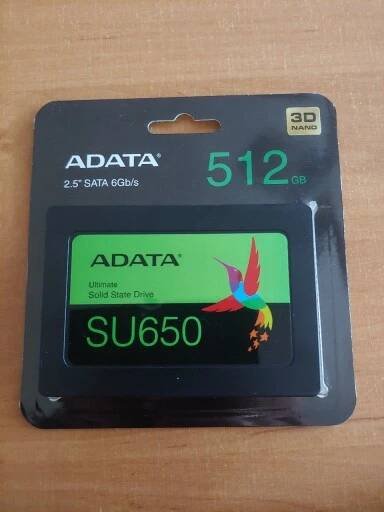 3D
NAND
ADATA®
512 GB
2.5" SATA 6Gb/s
ADATA®
Ultimate
Solid State Drive
SU650